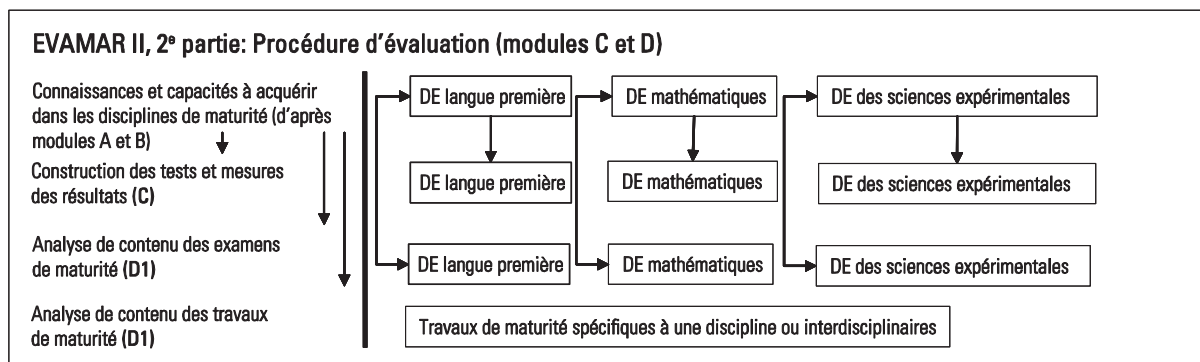 EVAMAR II, 2e partie: Procédure d'évaluation (modules C et D)
Connaissances et capacités à acquérir
dans les disciplines de maturité (d'après
modules A et B)
DE langue première
DE mathématiques
DE des sciences expérimentales
Construction des tests et mesures
des résultats (C)
DE langue première
DE mathématiques
DE des sciences expérimentales
Analyse de contenu des examens
de maturité (D1)
DE langue première
DE mathématiques
DE des sciences expérimentales
Analyse de contenu des travaux
de maturité (D1)
Travaux de maturité spécifiques à une discipline ou interdisciplinaires